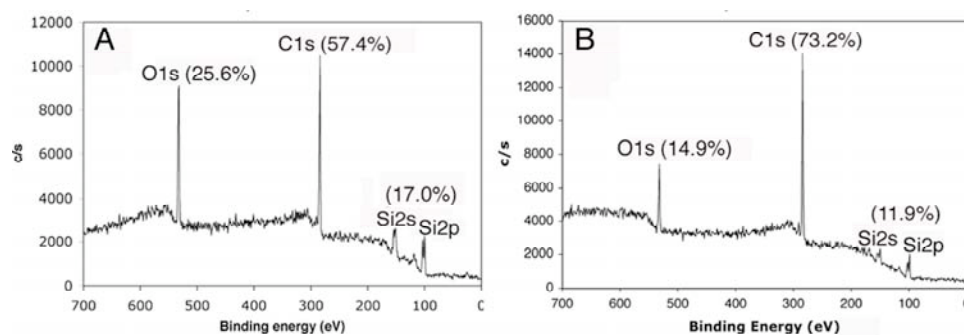 A
12000
10000
8000
6000
4000
2000
0
c/s
C1s (57.4%)
O1s (25.6%)
(17.0%)
Si2s
Si2p
700 600 500 400 300 200 100 0
Binding energy (eV)
B
16000
14000
12000
10000
8000
6000
4000
2000
0
c/s
C1s (73.2%)
O1s (14.9%)
(11.9%)
Si2s
Si2p
700 600 500 400 300 200 100
Binding Energy (eV)